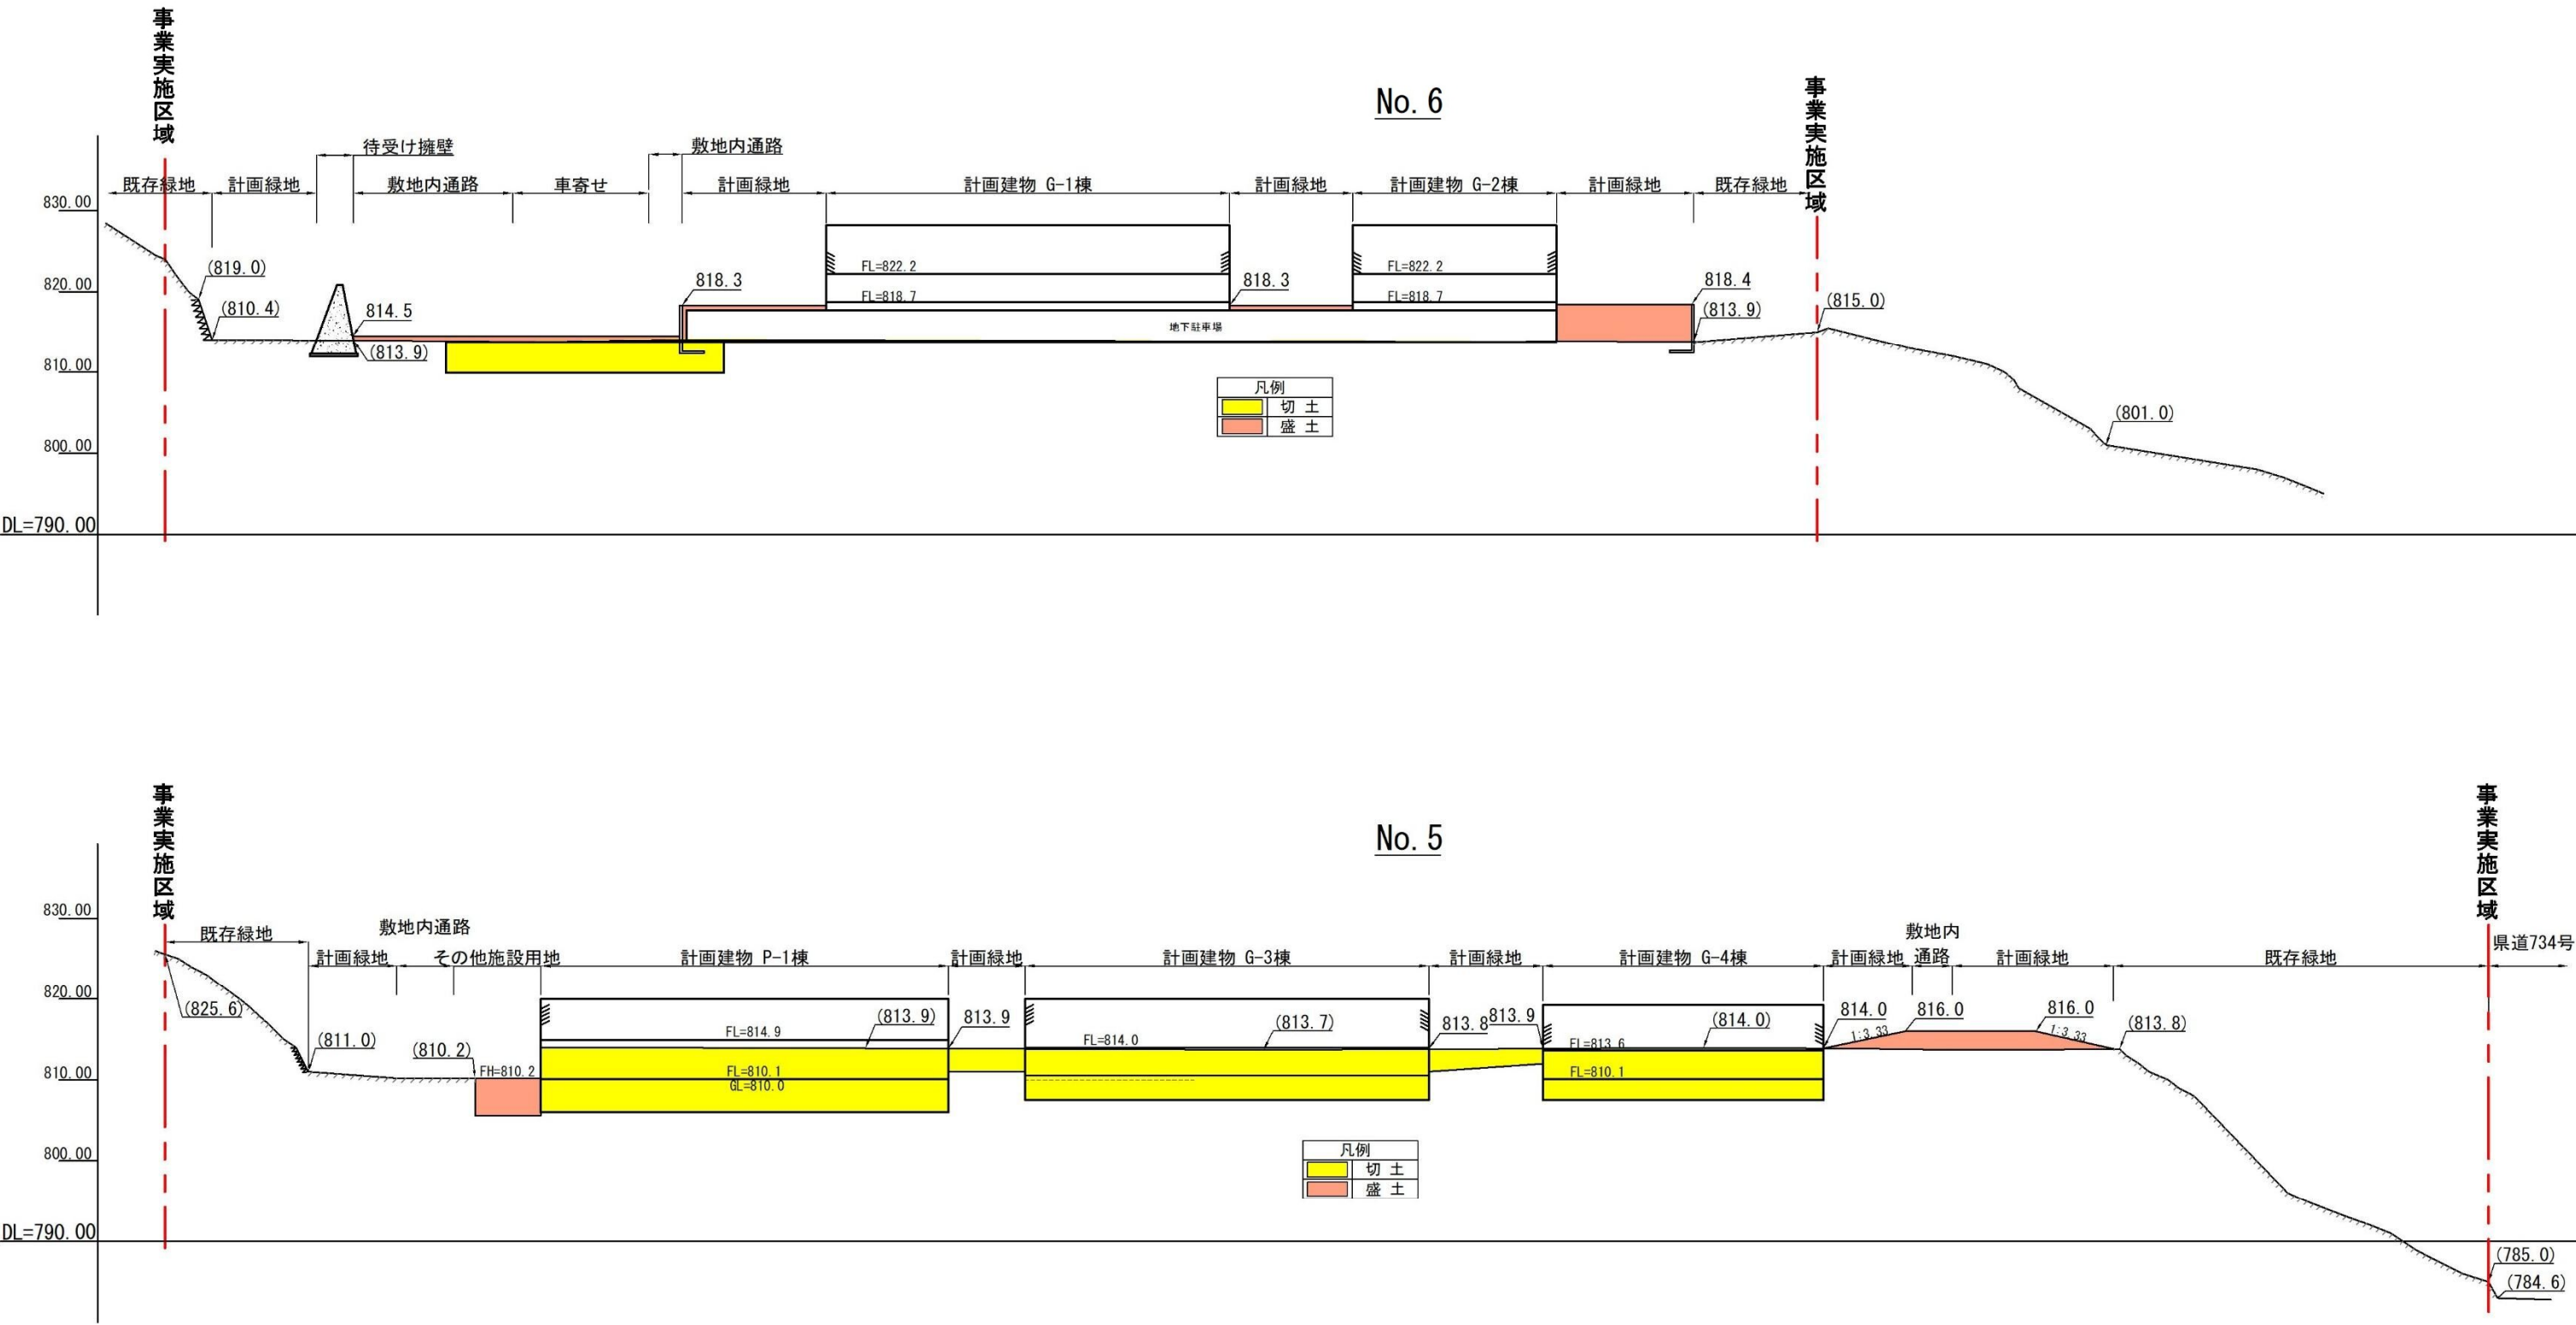 事業実施区域
No. 6
事業実施区域
待受け擁壁
敷地内通路
既存緑地
計画緑地
敷地内通路
車寄せ
計画緑地
計画建物 G-1棟
計画緑地
計画建物 G-2棟
計画緑地
既存緑地
830.00
(819.0)
FL=822.2
FL=822.2
820.00
818.3
818.3
818.4
FL=818.7
FL=818.7
(815.0)
(810.4)
814.5
(813.9)
地下駐車場
(813.9)
810.00
凡例
切 土
盛 土
(801.0)
800.00
DL=790.00
事業実施区域
No. 5
事業実施区域
830.00
既存緑地
敷地内通路
敷地内
通路
県道734号
計画緑地
その他施設用地
計画建物 P-1棟
計画緑地
計画建物 G-3棟
計画緑地
計画建物 G-4棟
計画緑地
計画緑地
既存緑地
820.00
(825.6)
(811.0)
(810.2)
FL=814.9
(813.9)
813.9
FL=814.0
(813.7)
813.8
813.9
(814.0)
FL=813.6
814.0
816.0
816.0
1:3.33
1:3.33
(813.8)
810.00
FH=810.2
FL=810.1
GL=810.0
FL=810.1
凡例
切 土
盛 土
800.00
DL=790.00
(785.0)
(784.6)